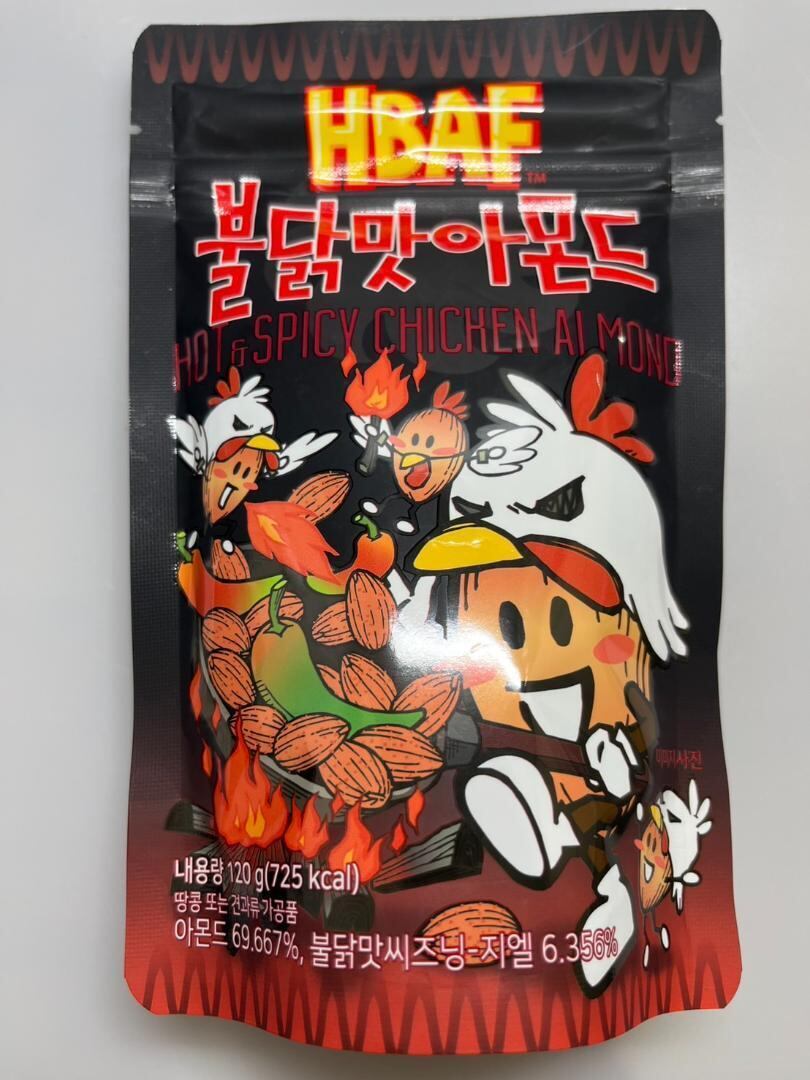 HBAF™
불닭맛아몬드
HOT & SPICY CHICKEN ALMOND
이미지사진
내용량 120 g(725 kcal)
땅콩 또는 견과류 가공품
아몬드 69.667%, 불닭맛씨즈닝-지엘 6.356%